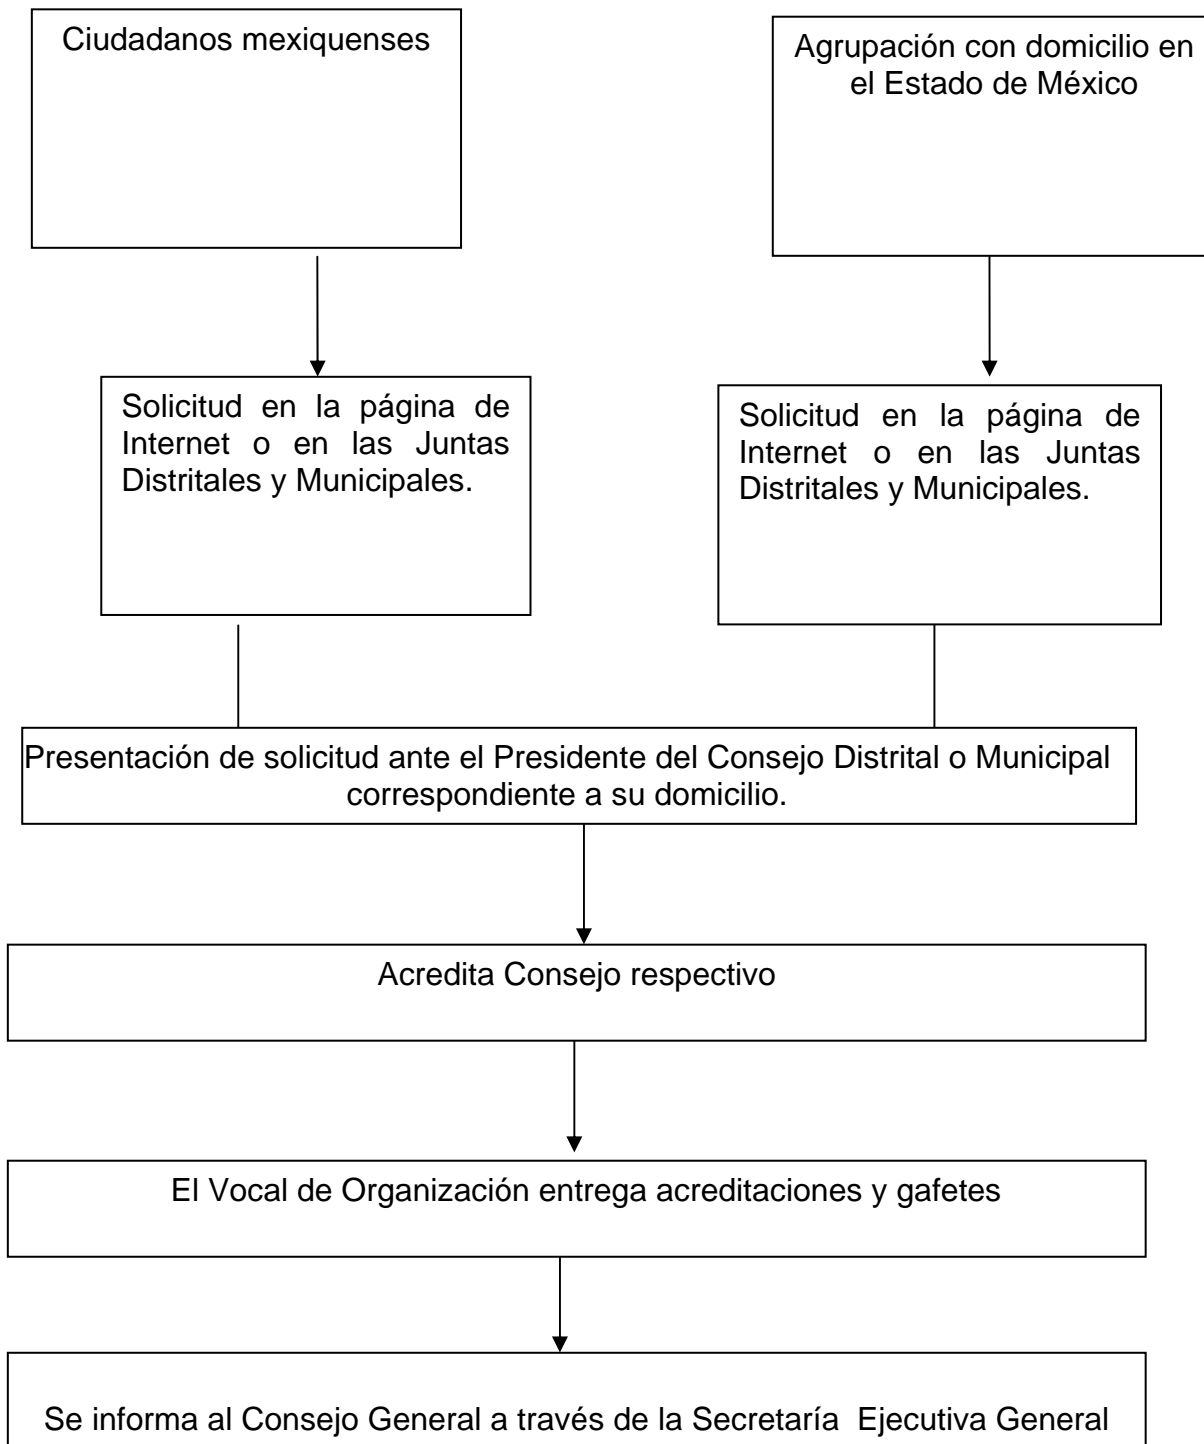 Ciudadanos mexiquenses
Agrupación con domicilio en
el Estado de México
Solicitud en la página de
Internet o en las Juntas
Distritales y Municipales.
Solicitud en la página de
Internet o en las Juntas
Distritales y Municipales.
Presentación de solicitud ante el Presidente del Consejo Distrital o Municipal
correspondiente a su domicilio.
Acredita Consejo respectivo
El Vocal de Organización entrega acreditaciones y gafetes
Se informa al Consejo General a través de la Secretaría Ejecutiva General